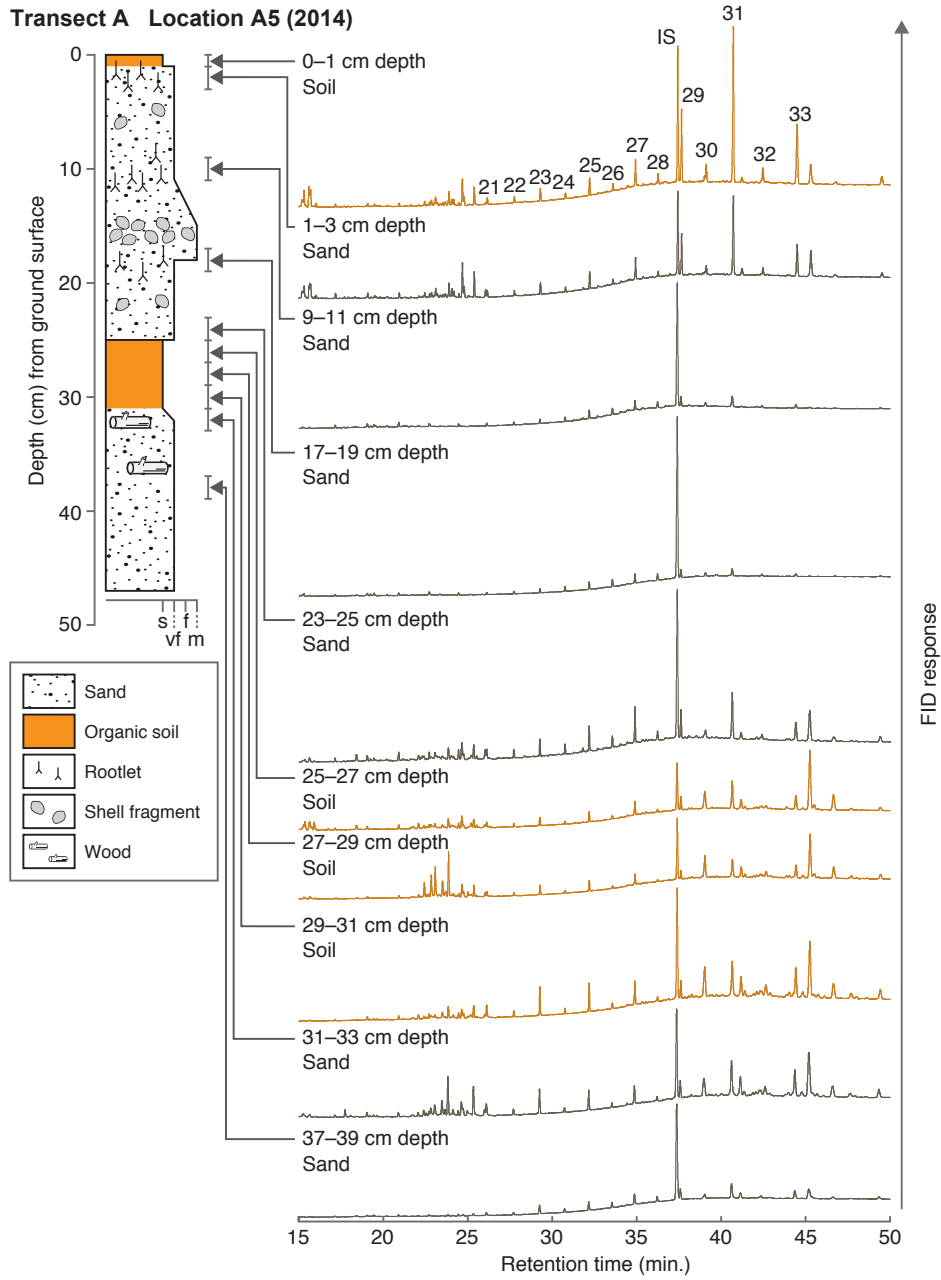 Transect A Location A5 (2014)
Depth (cm) from ground surface
0
10
20
30
40
50
s f
vf m
Sand
Organic soil
Rootlet
Shell fragment
Wood
0–1 cm depth
Soil
1–3 cm depth
Sand
9–11 cm depth
Sand
17–19 cm depth
Sand
23–25 cm depth
Sand
25–27 cm depth
Soil
27–29 cm depth
Soil
29–31 cm depth
Soil
31–33 cm depth
Sand
37–39 cm depth
Sand
21 22 23 24 25 26 27 28 IS 29 30 31 32 33
FID response
15 20 25 30 35 40 45 50
Retention time (min.)